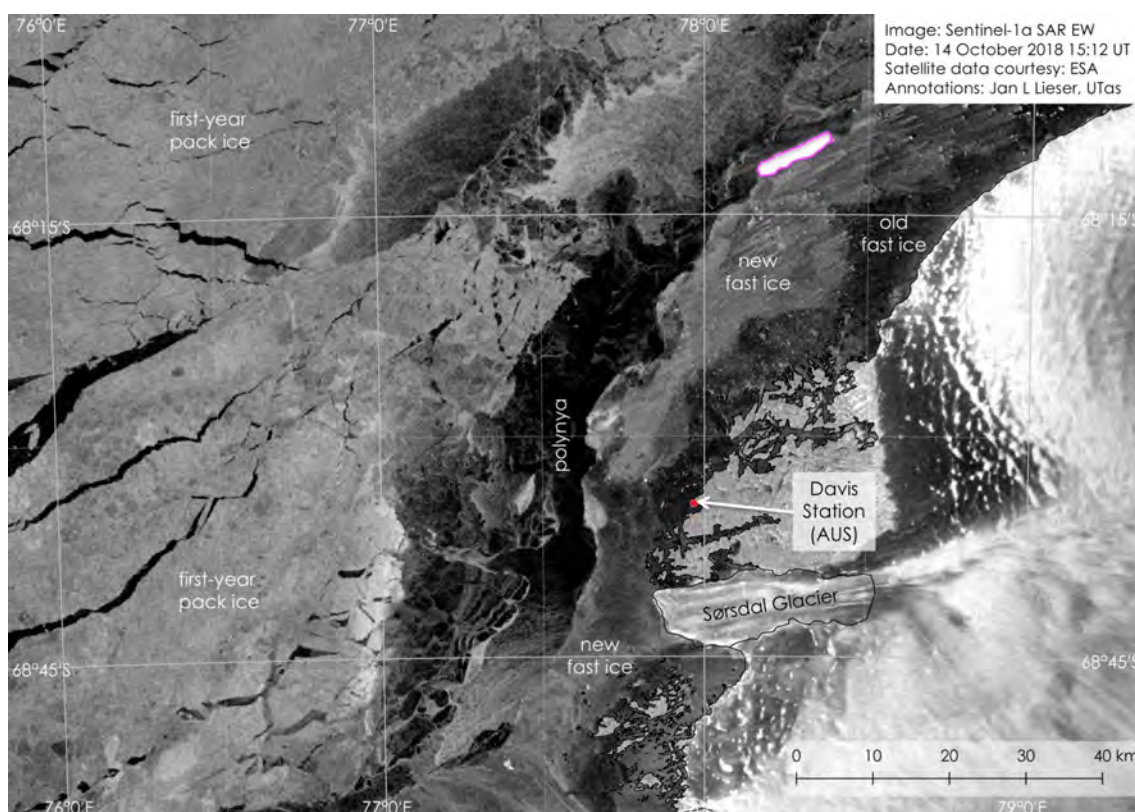 76°0'E
77°0'E
78°0'E
Image: Sentinel-1a SAR EW
Date: 14 October 2018 15:12 UT
Satellite data courtesy: ESA
Annotations: Jan L Lieser, UTas
first-year
pack ice
68°15'S
68°15'S
old
fast ice
new
fast ice
polynya
Davis
Station
(AUS)
first-year
pack ice
Sørsdal Glacier
new
fast ice
68°45'S
68°45'S
0 10 20 30 40 km
76°0'E
77°0'E
79°0'E